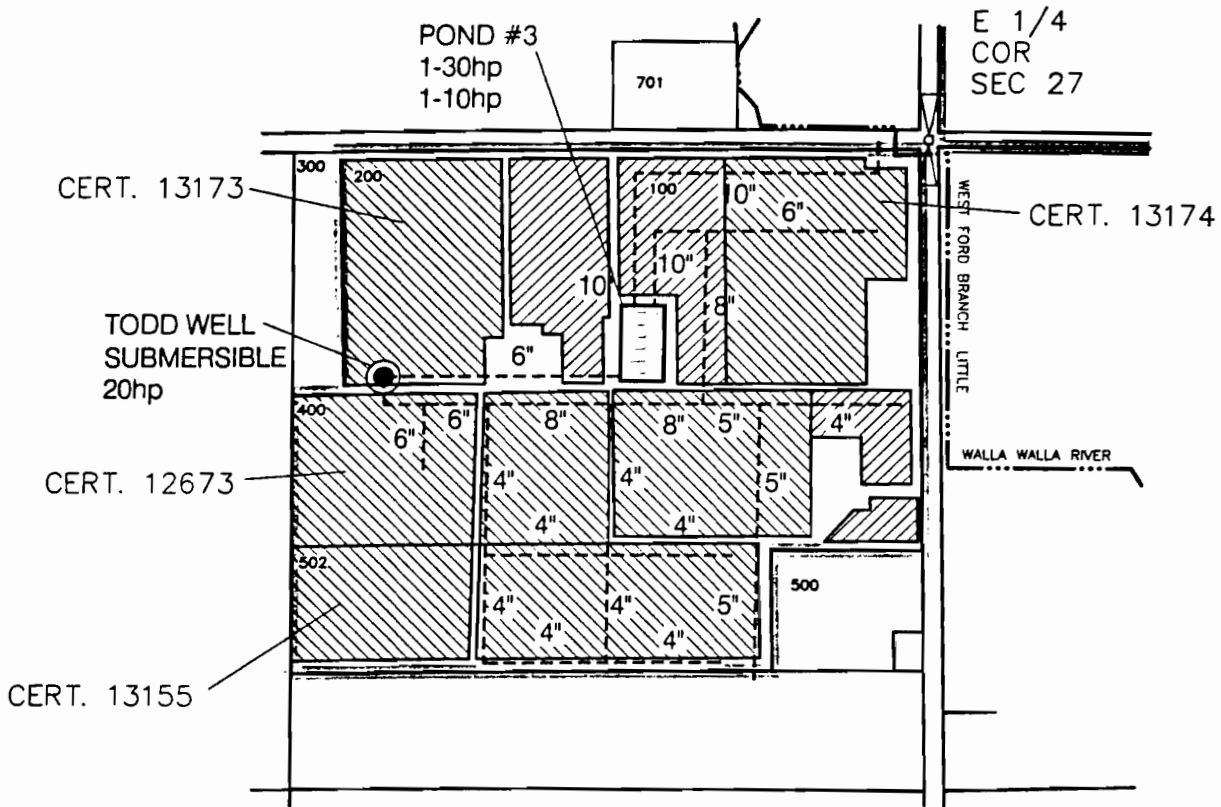 POND #3
1-30hp
1-10hp
701
E 1/4
COR
SEC 27
CERT. 13173
300
200
100
10"
6"
CERT. 13174
WEST FORD BRANCH LITTLE
10"
10
8"
TODD WELL
SUBMERSIBLE
20hp
6"
400
6"
6"
8"
8"
5"
4"
WALLA WALLA RIVER
CERT. 12673
4"
4"
5"
4"
4"
502
500
4"
4"
5"
4"
4"
CERT. 13155